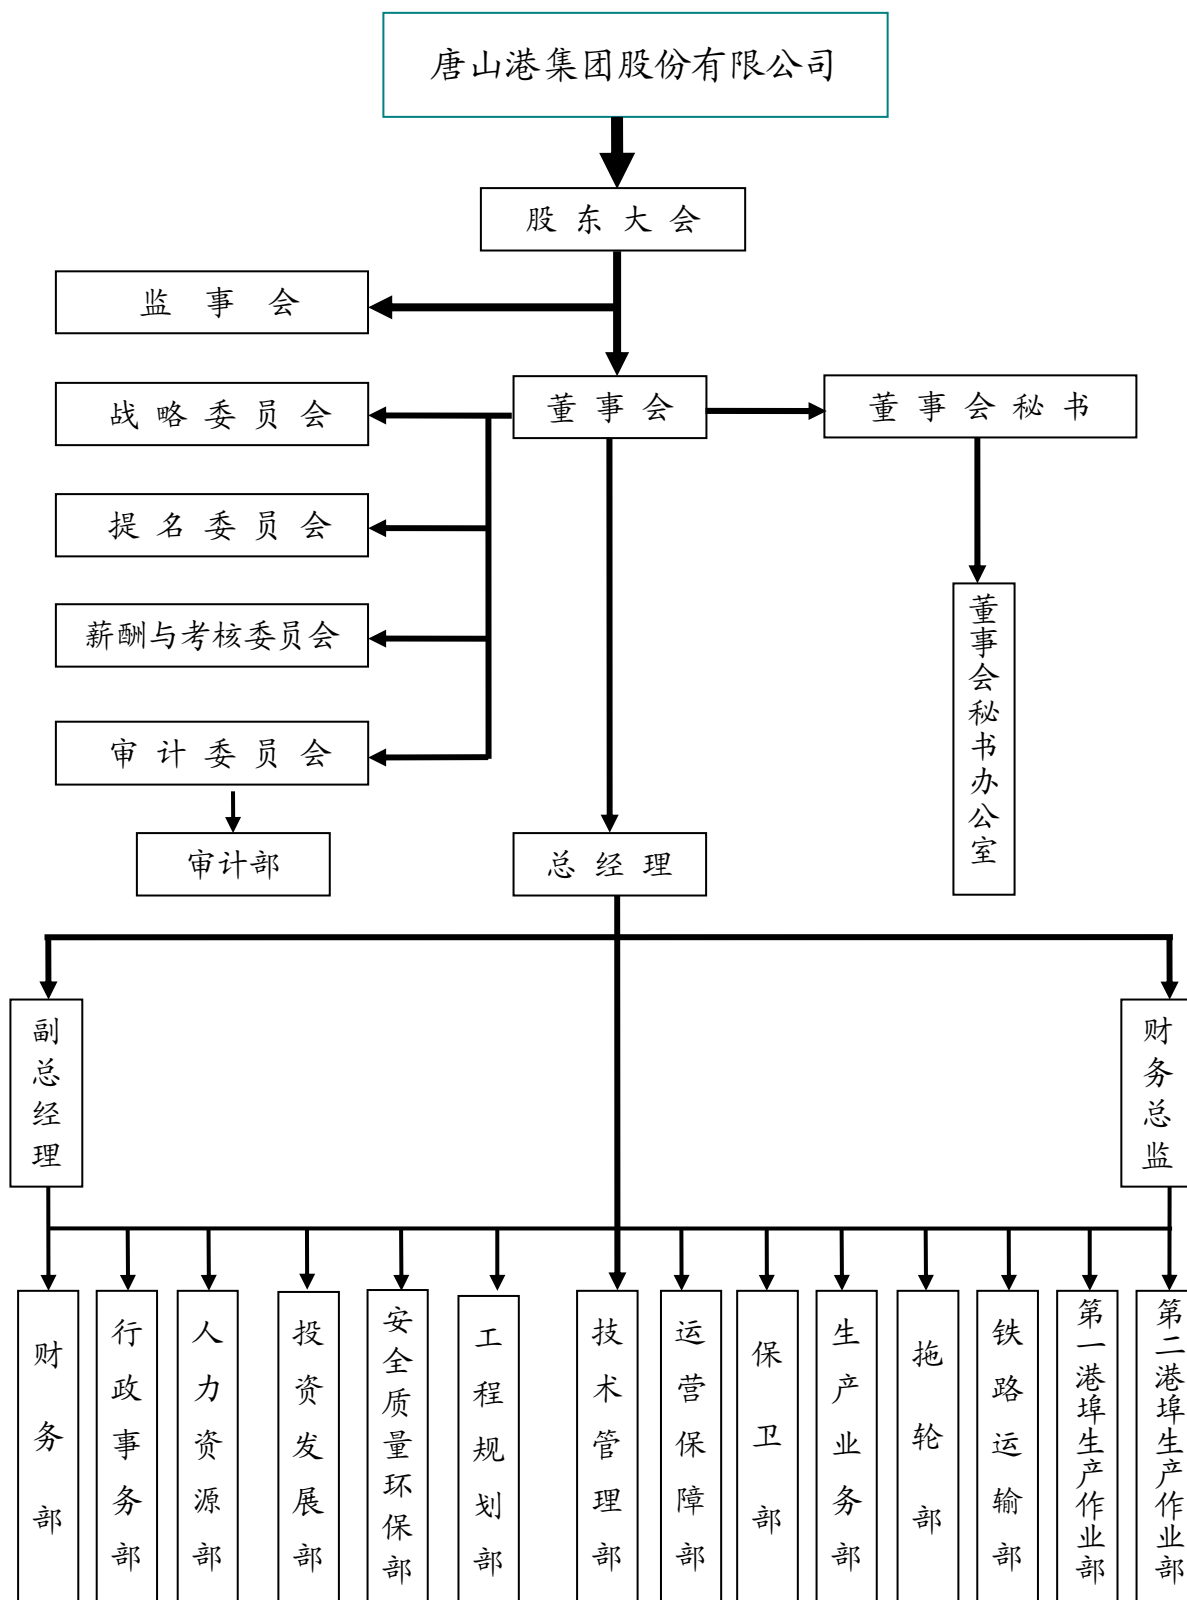 唐山港集团股份有限公司
股东大会
监事会
战略委员会
董事会
董事会秘书
提名委员会
薪酬与考核委员会
审计委员会
董事会秘书办公室
审计部
总经理
副总经理
财务总监
财务部
行政事务部
人力资源部
投资发展部
安全质量环保部
工程规划部
技术管理部
运营保障部
保卫部
生产业务部
拖轮部
铁路运输部
第一港埠生产作业部
第二港埠生产作业部